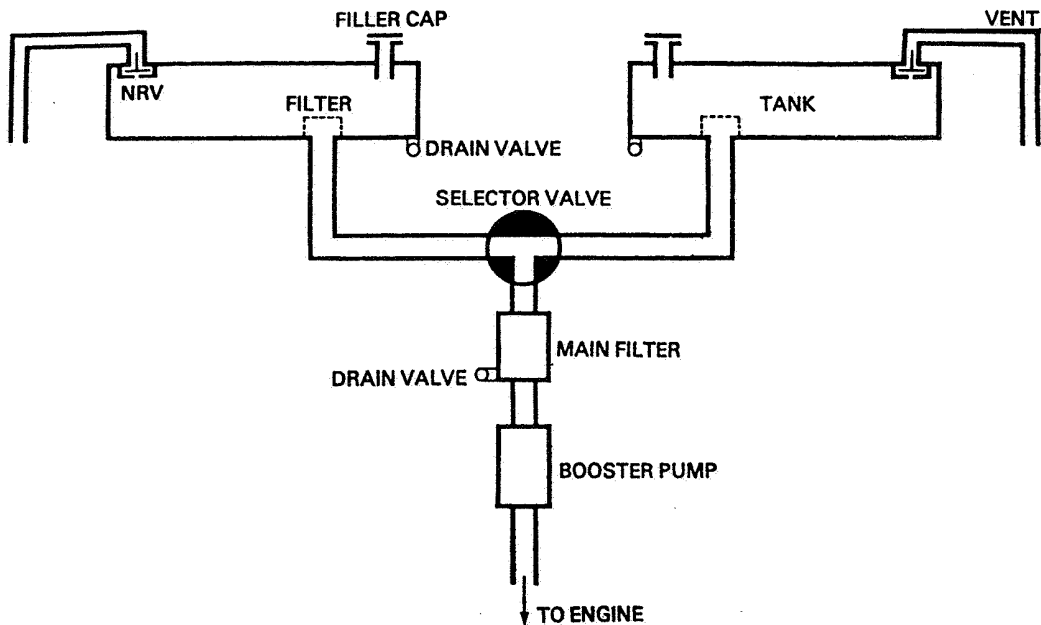 FILLER CAP
VENT
NRV
FILTER
TANK
DRAIN VALVE
SELECTOR VALVE
MAIN FILTER
DRAIN VALVE
BOOSTER PUMP
TO ENGINE